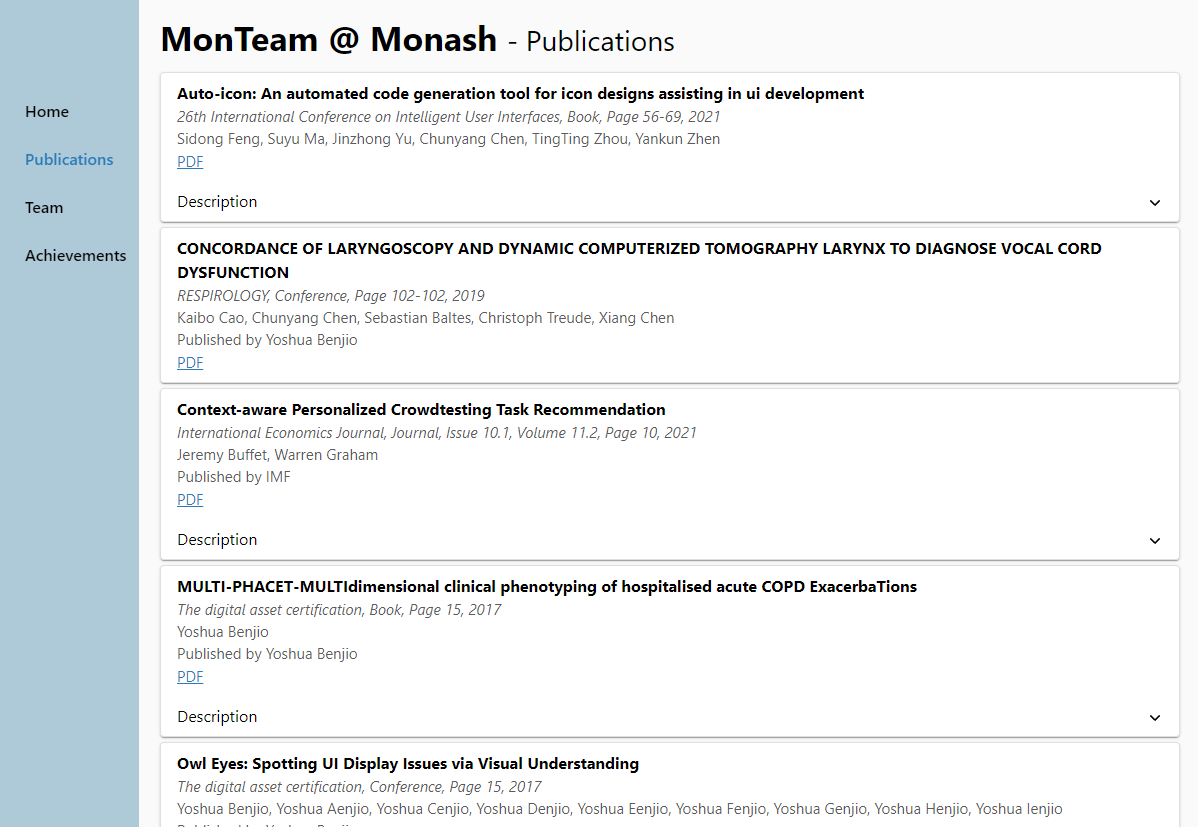 MonTeam @ Monash - Publications
Home
Publications
Team
Achievements
Auto-icon: An automated code generation tool for icon designs assisting in ui development
26th International Conference on Intelligent User Interfaces, Book, Page 56-69, 2021
Sidong Feng, Suyu Ma, Jinzhong Yu, Chunyang Chen, TingTing Zhou, Yankun Zhen
PDF
Description
CONCORDANCE OF LARYNGOSCOPY AND DYNAMIC COMPUTERIZED TOMOGRAPHY LARYNX TO DIAGNOSE VOCAL CORD
DYSFUNCTION
RESPIROLOGY, Conference, Page 102-102, 2019
Kaibo Cao, Chunyang Chen, Sebastian Baltes, Christoph Treude, Xiang Chen
Published by Yoshua Benjio
PDF
Context-aware Personalized Crowdtesting Task Recommendation
International Economics Journal, Journal, Issue 10.1, Volume 11.2, Page 10, 2021
Jeremy Buffet, Warren Graham
Published by IMF
PDF
Description
MULTI-PHACET-MULTIdimensional clinical phenotyping of hospitalised acute COPD ExacerbaTions
The digital asset certification, Book, Page 15, 2017
Yoshua Benjio
Published by Yoshua Benjio
PDF
Description
Owl Eyes: Spotting UI Display Issues via Visual Understanding
The digital asset certification, Conference, Page 15, 2017
Yoshua Benjio, Yoshua Aenjio, Yoshua Cenjio, Yoshua Denjio, Yoshua Eenjio, Yoshua Fenjio, Yoshua Genjio, Yoshua Henjio, Yoshua Ienjio